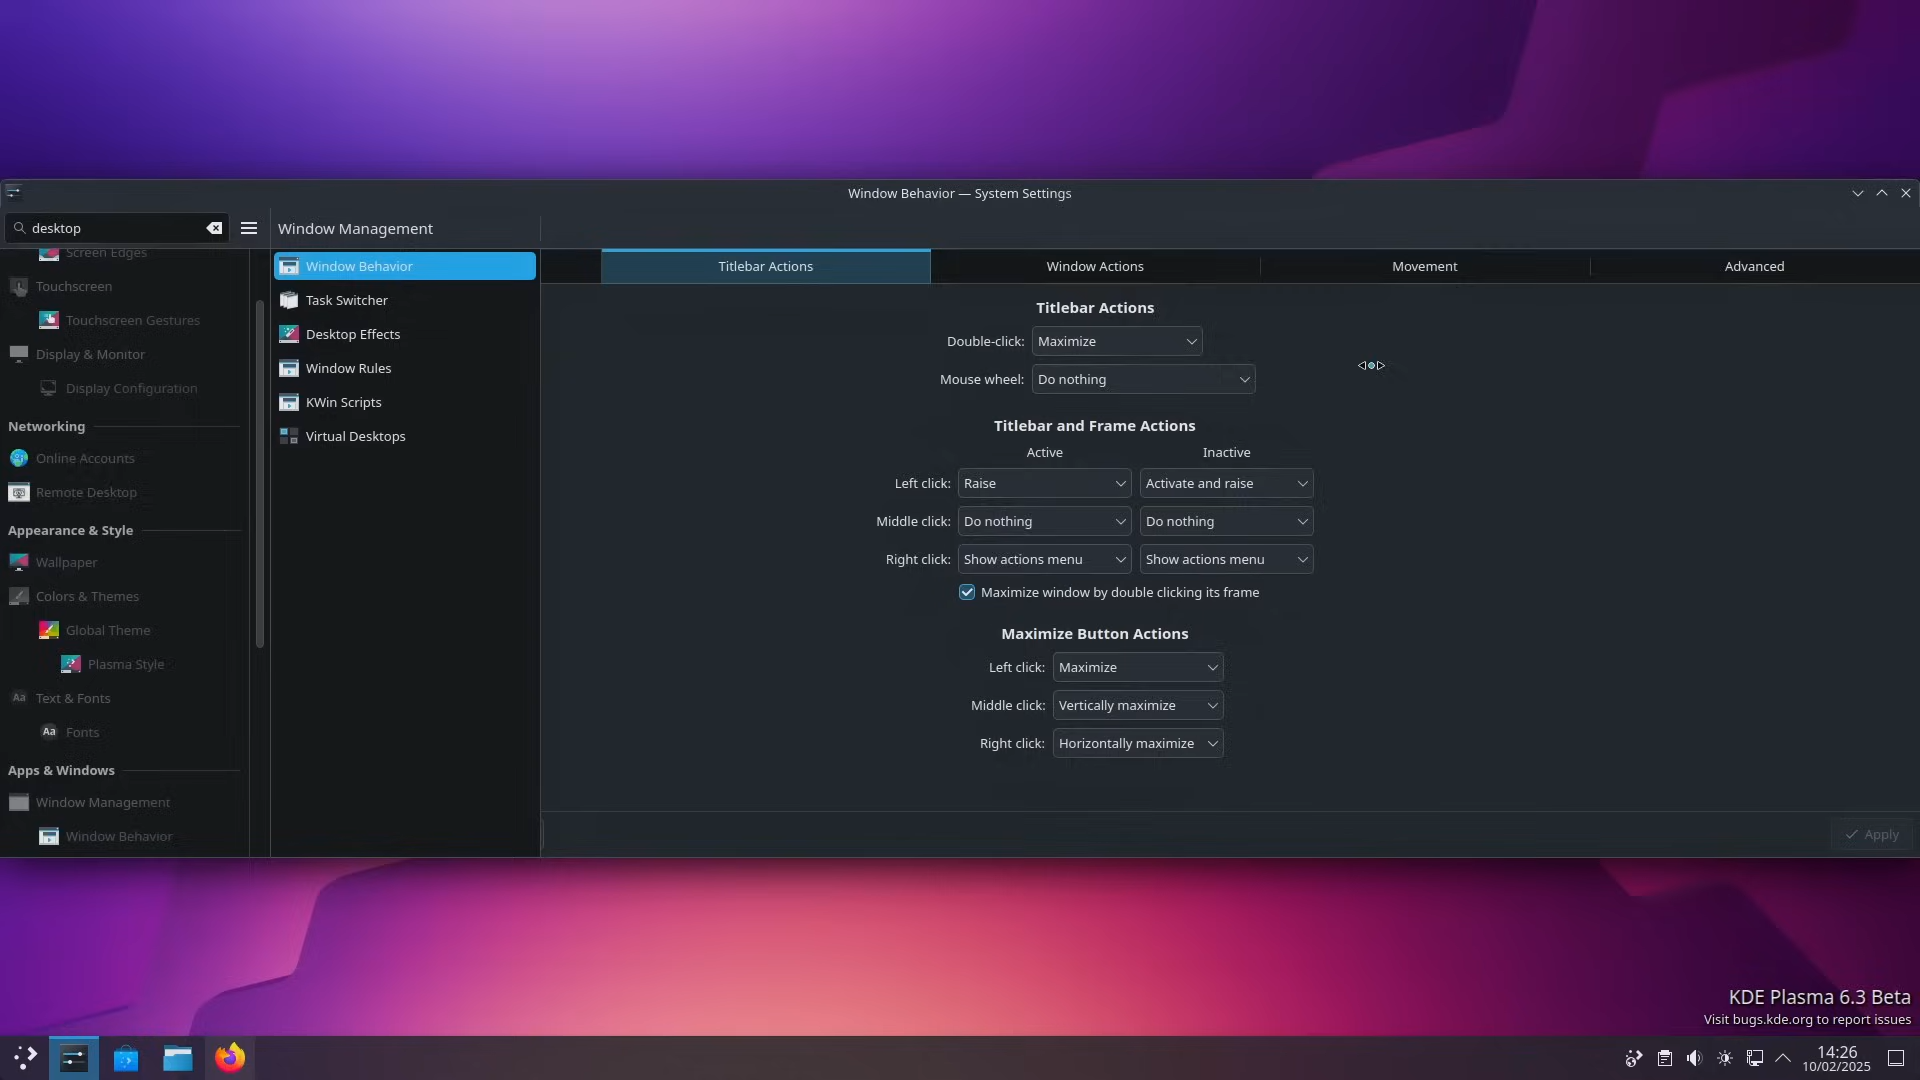 Window Behavior — System Settings
desktop
Window Management
Screen Edges
Touchscreen
Touchscreen Gestures
Display & Monitor
Display Configuration
Networking
Online Accounts
Remote Desktop
Appearance & Style
Wallpaper
Colors & Themes
Global Theme
Plasma Style
Aa Text & Fonts
Aa Fonts
Apps & Windows
Window Management
Window Behavior
Window Behavior
Task Switcher
Desktop Effects
Window Rules
KWin Scripts
Virtual Desktops
Titlebar Actions Window Actions Movement Advanced
Titlebar Actions
Double-click: Maximize
Mouse wheel: Do nothing
Titlebar and Frame Actions
Active Inactive
Left click: Raise Activate and raise
Middle click: Do nothing Do nothing
Right click: Show actions menu Show actions menu
Maximize window by double clicking its frame
Maximize Button Actions
Left click: Maximize
Middle click: Vertically maximize
Right click: Horizontally maximize
Apply
KDE Plasma 6.3 Beta
Visit bugs.kde.org to report issues
14:26
10/02/2025